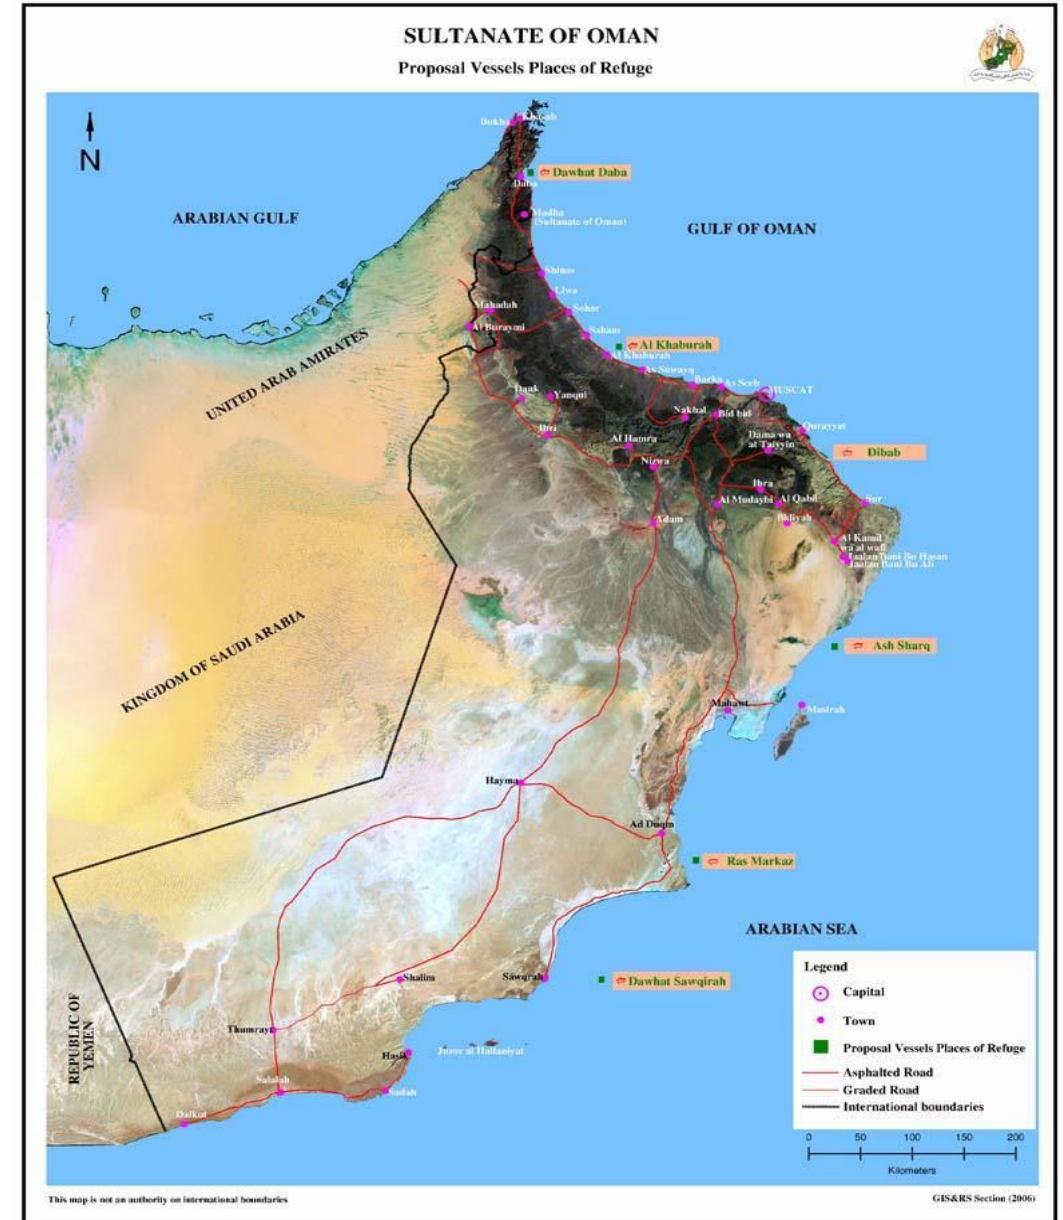 SULTANATE OF OMAN
Proposal Vessels Places of Refuge
N
ARABIAN GULF
GULF OF OMAN
Bukha
Khasab
Dawhat Daba
Daba
Madha
(Sultanate of Oman)
Shinas
Liwa
Mahadah
Sohar
Al Buraymi
Saham
Al Khaburah
Al Khaburah
UNITED ARAB AMIRATES
As Suwayq
Barka
As Seeb
MUSCAT
Dank
Yanqul
Nakhal
Bid bid
Qurayyat
Ibri
Al Hamra
Dama wa
at Taiyyin
Dibab
Nizwa
Ibra
Al Mudaybi
Al Qabil
Sur
Adam
Bidiyah
Al Kamil
wa al wafi
Jaalan Bani Bu Hasan
Jaalan Bani Bu Ali
KINGDOM OF SAUDI ARABIA
Ash Sharq
Mahawt
Masirah
Hayma
Ad Duqm
Ras Markaz
ARABIAN SEA
Shalim
Sawqrah
Dawhat Sawqirah
REPUBLIC OF
YEMEN
Thumrayt
Hasik
Juzor al Hallaniyat
Salalah
Sadah
Dalkut
Legend
Capital
Town
Proposal Vessels Places of Refuge
Asphalted Road
Graded Road
International boundaries
0 50 100 150 200
Kilometers
This map is not an authority on international boundaries
GIS&RS Section (2006)